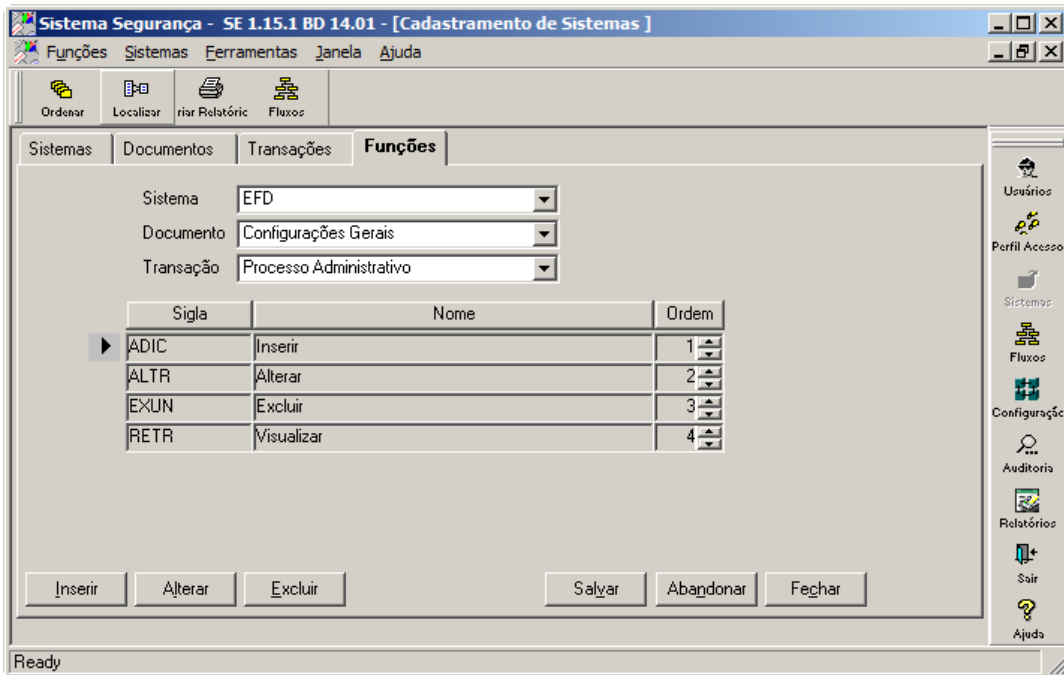 Sistema Segurança - SE 1.15.1 BD 14.01 - [Cadastramento de Sistemas ]
Funções Sistemas Ferramentas Janela Ajuda
Ordenar Localizar riar Relatóric Fluxos
Sistemas Documentos Transações Funções
Sistema EFD
Documento Configurações Gerais
Transação Processo Administrativo
Sigla Nome Ordem
ADIC Inserir 1
ALTR Alterar 2
EXUN Excluir 3
RETR Visualizar 4
Inserir Alterar Excluir Salvar Abandonar Fechar
Usuários
Perfil Acesso
Sistemas
Fluxos
Configuraçãc
Auditoria
Relatórios
Sair
Ajuda
Ready